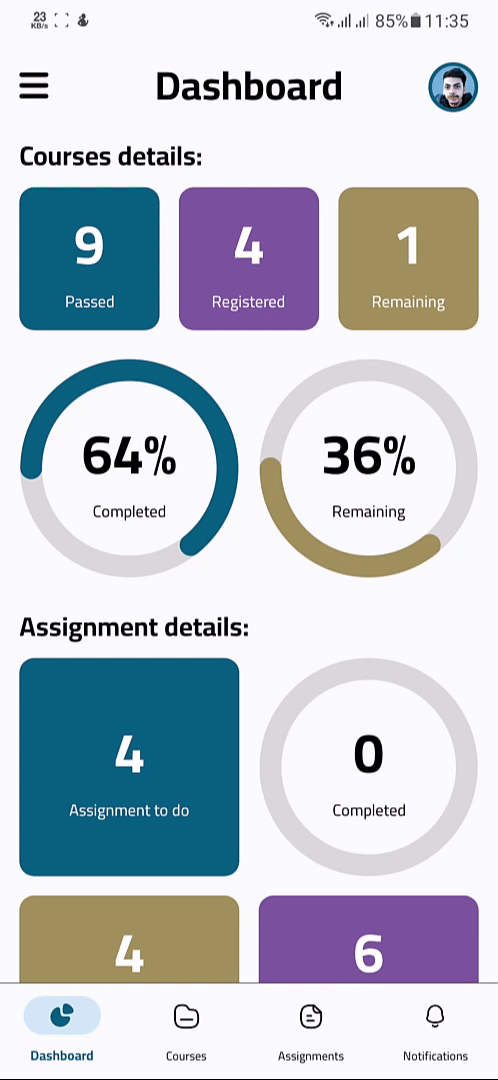 23 KB/s 85% 11:35
Dashboard
Courses details:
9 4 1
Passed Registered Remaining
64% 36%
Completed Remaining
Assignment details:
4 0
Assignment to do Completed
4 6
Dashboard Courses Assignments Notifications